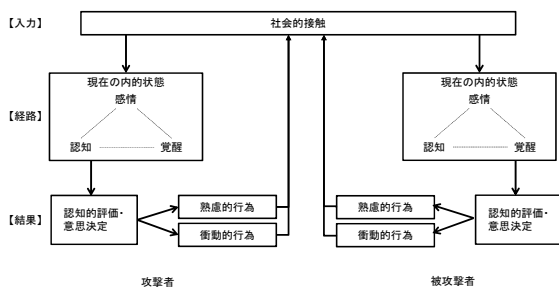 【入力】 社会的接触
現在の内的状態 現在の内的状態
感情 感情
【経路】
認知 覚醒 認知 覚醒
熟慮的行為 熟慮的行為
【結果】 認知的評価・ 認知的評価・
意思決定 意思決定
衝動的行為 衝動的行為
攻撃者 被攻撃者